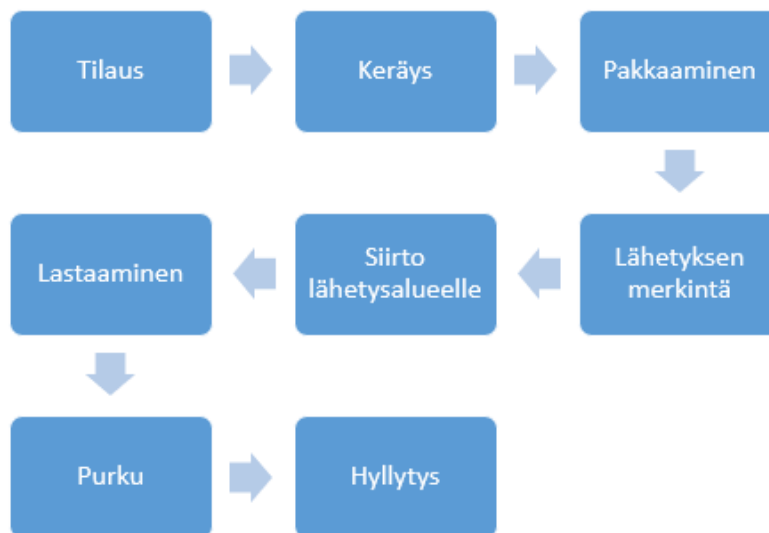 Tilaus
Keräys
Pakkaaminen
Lähetyksen
merkintä
Siirto
lähetysalueelle
Lastaaminen
Purku
Hyllytys